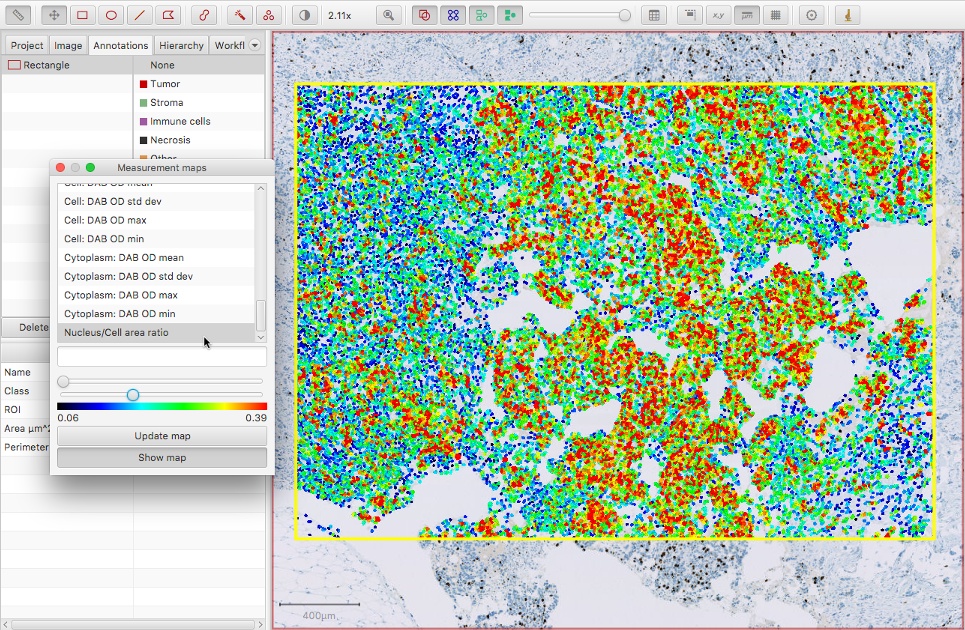 2.11x
x,y
µm
Project Image Annotations Hierarchy Workfl
Rectangle
None
Tumor
Stroma
Immune cells
Necrosis
Other
Measurement maps
Cell: DAB OD mean
Cell: DAB OD std dev
Cell: DAB OD max
Cell: DAB OD min
Cytoplasm: DAB OD mean
Cytoplasm: DAB OD std dev
Cytoplasm: DAB OD max
Cytoplasm: DAB OD min
Nucleus/Cell area ratio
0.06 0.39
Update map
Show map
Delete
Name
Class
ROI
Area µm^2
Perimeter
400µm